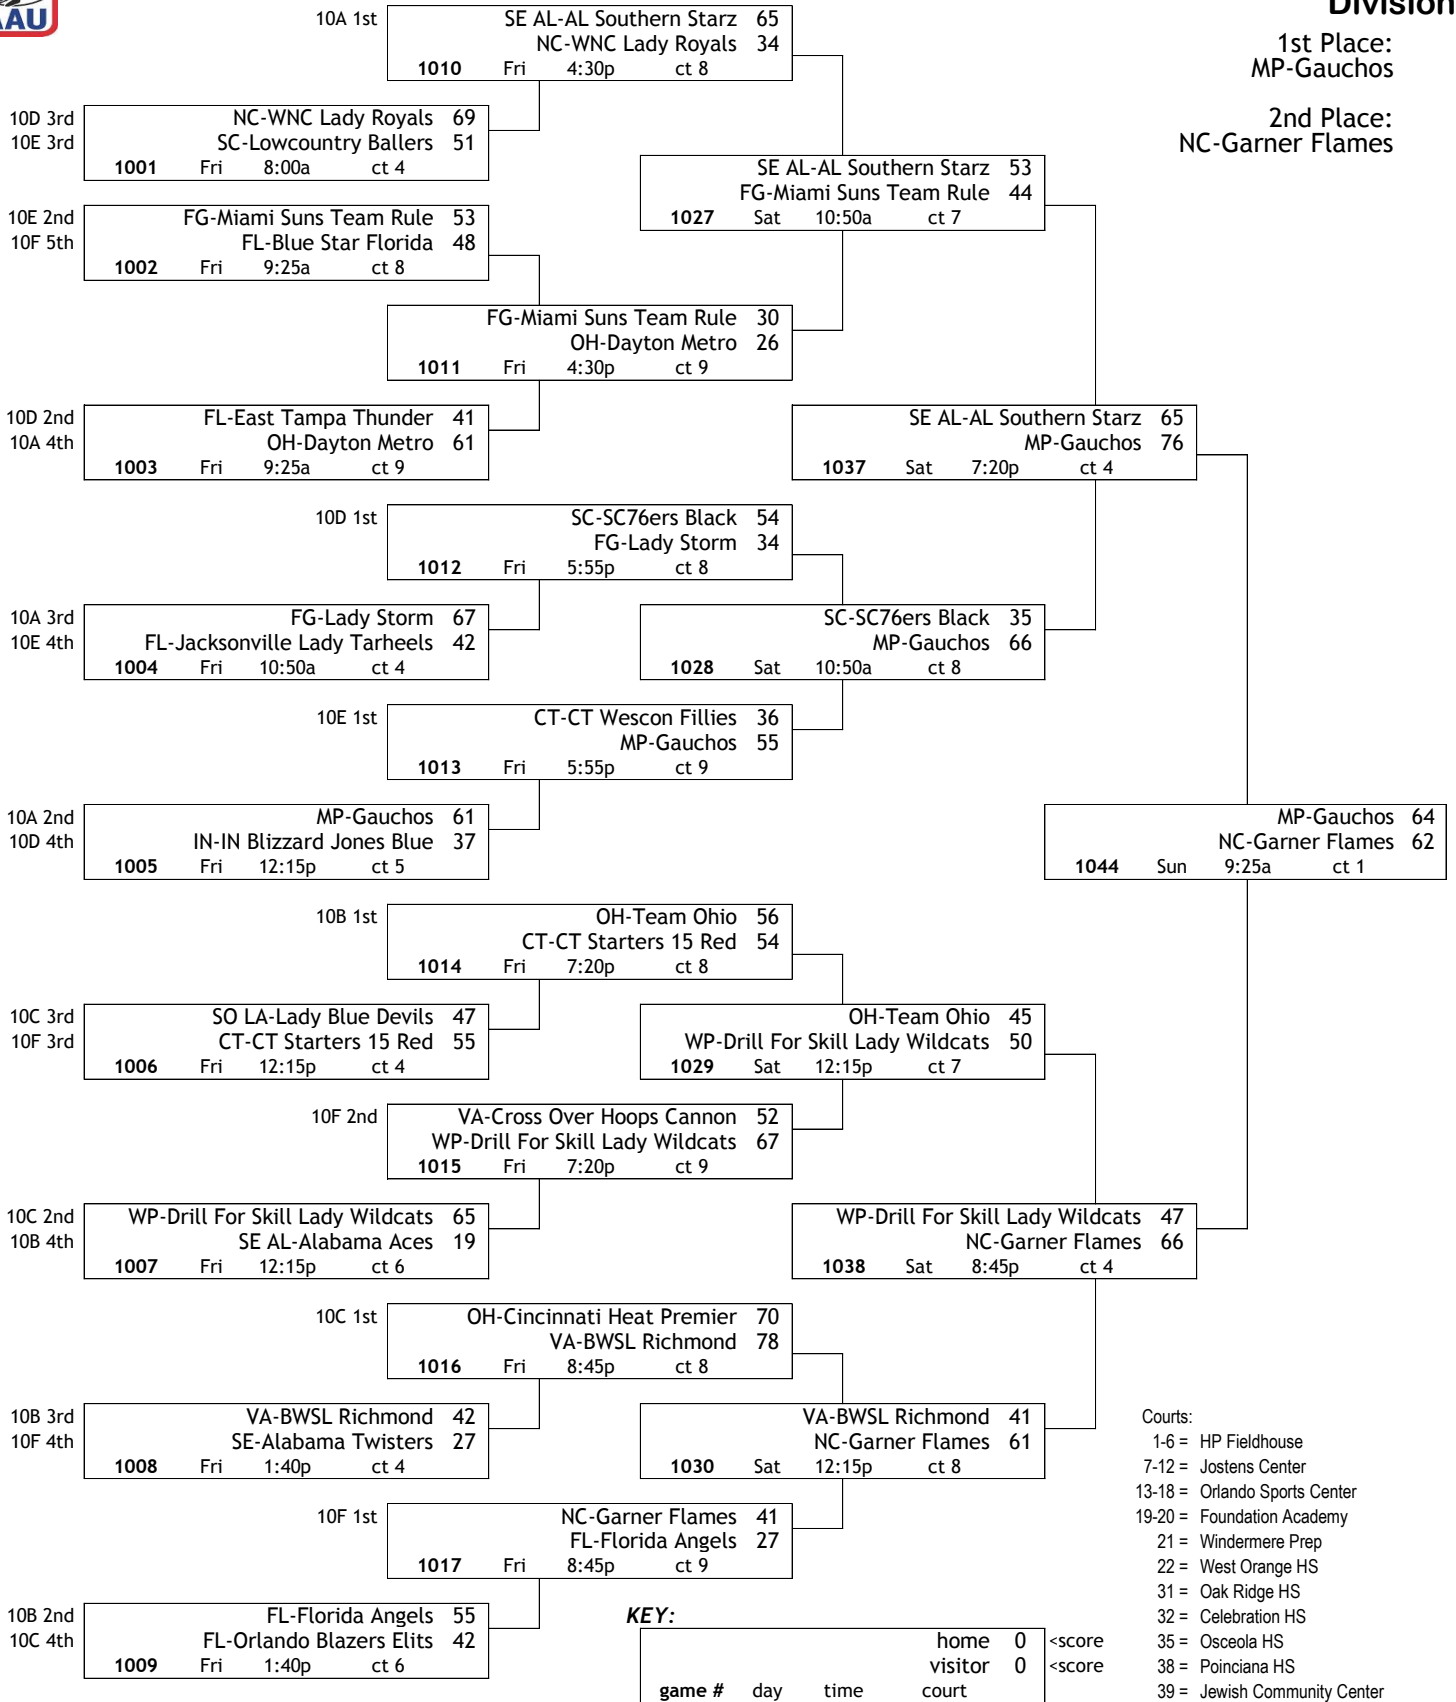 AAU
Division
1st Place:
MP-Gauchos
2nd Place:
NC-Garner Flames
10A 1st
SE AL-AL Southern Starz 65
NC-WNC Lady Royals 34
1010 Fri 4:30p ct 8
10D 3rd
10E 3rd
NC-WNC Lady Royals 69
SC-Lowcountry Ballers 51
1001 Fri 8:00a ct 4
SE AL-AL Southern Starz 53
FG-Miami Suns Team Rule 44
1027 Sat 10:50a ct 7
10E 2nd
10F 5th
FG-Miami Suns Team Rule 53
FL-Blue Star Florida 48
1002 Fri 9:25a ct 8
FG-Miami Suns Team Rule 30
OH-Dayton Metro 26
1011 Fri 4:30p ct 9
10D 2nd
10A 4th
FL-East Tampa Thunder 41
OH-Dayton Metro 61
1003 Fri 9:25a ct 9
SE AL-AL Southern Starz 65
MP-Gauchos 76
1037 Sat 7:20p ct 4
10D 1st
SC-SC76ers Black 54
FG-Lady Storm 34
1012 Fri 5:55p ct 8
10A 3rd
10E 4th
FG-Lady Storm 67
FL-Jacksonville Lady Tarheels 42
1004 Fri 10:50a ct 4
SC-SC76ers Black 35
MP-Gauchos 66
1028 Sat 10:50a ct 8
10E 1st
CT-CT Wescon Fillies 36
MP-Gauchos 55
1013 Fri 5:55p ct 9
10A 2nd
10D 4th
MP-Gauchos 61
IN-IN Blizzard Jones Blue 37
1005 Fri 12:15p ct 5
MP-Gauchos 64
NC-Garner Flames 62
1044 Sun 9:25a ct 1
10B 1st
OH-Team Ohio 56
CT-CT Starters 15 Red 54
1014 Fri 7:20p ct 8
10C 3rd
10F 3rd
SO LA-Lady Blue Devils 47
CT-CT Starters 15 Red 55
1006 Fri 12:15p ct 4
OH-Team Ohio 45
WP-Drill For Skill Lady Wildcats 50
1029 Sat 12:15p ct 7
10F 2nd
VA-Cross Over Hoops Cannon 52
WP-Drill For Skill Lady Wildcats 67
1015 Fri 7:20p ct 9
10C 2nd
10B 4th
WP-Drill For Skill Lady Wildcats 65
SE AL-Alabama Aces 19
1007 Fri 12:15p ct 6
WP-Drill For Skill Lady Wildcats 47
NC-Garner Flames 66
1038 Sat 8:45p ct 4
10C 1st
OH-Cincinnati Heat Premier 70
VA-BWSL Richmond 78
1016 Fri 8:45p ct 8
10B 3rd
10F 4th
VA-BWSL Richmond 42
SE-Alabama Twisters 27
1008 Fri 1:40p ct 4
VA-BWSL Richmond 41
NC-Garner Flames 61
1030 Sat 12:15p ct 8
10F 1st
NC-Garner Flames 41
FL-Florida Angels 27
1017 Fri 8:45p ct 9
10B 2nd
10C 4th
FL-Florida Angels 55
FL-Orlando Blazers Elits 42
1009 Fri 1:40p ct 6
KEY:
home 0 <score
visitor 0 <score
game # day time court
Courts:
1-6 = HP Fieldhouse
7-12 = Jostens Center
13-18 = Orlando Sports Center
19-20 = Foundation Academy
21 = Windermere Prep
22 = West Orange HS
31 = Oak Ridge HS
32 = Celebration HS
35 = Osceola HS
38 = Poinciana HS
39 = Jewish Community Center